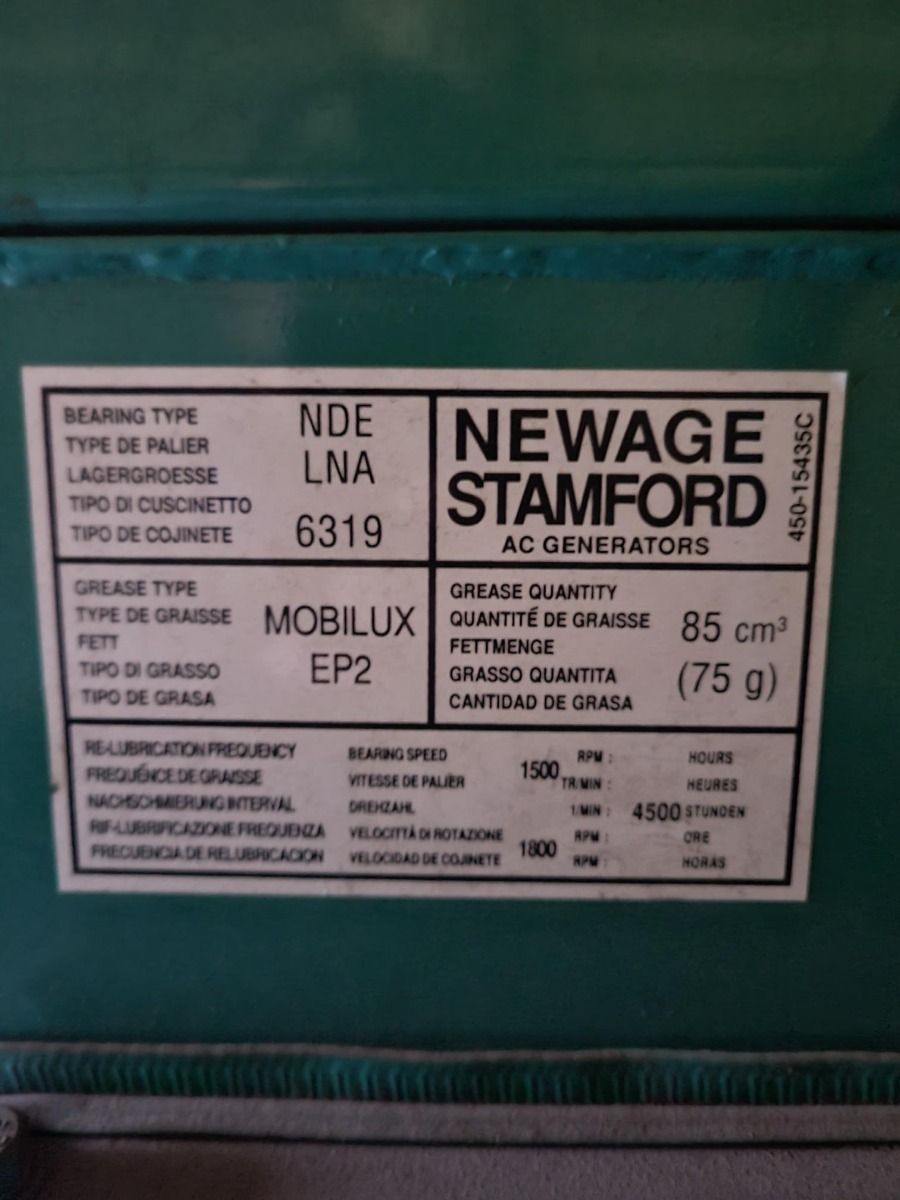 BEARING TYPE
TYPE DE PALIER
LAGERGROESSE
TIPO DI CUSCINETTO
TIPO DE COJINETE
NDE
LNA
6319
NEWAGE
STAMFORD
AC GENERATORS
450-15435C
GREASE TYPE
TYPE DE GRAISSE
FETT
TIPO DI GRASSO
TIPO DE GRASA
MOBILUX
EP2
GREASE QUANTITY
QUANTITÉ DE GRAISSE
FETTMENGE
GRASSO QUANTITA
CANTIDAD DE GRASA
85 cm³
(75 g)
RE-LUBRICATION FREQUENCY
FREQUÉNCE DE GRAISSE
NACHSCHMIERUNG INTERVAL
RIF-LUBRIFICAZIONE FREQUENZA
FRECUENCIA DE RELUBRICACION
BEARING SPEED
VITESSE DE PALIER
DREHZAHL
VELOCITTÀ DI ROTAZIONE
VELOCIDAD DE COJINETE
1500
1800
RPM :
TR/MIN :
1/MIN :
RPM :
RPM :
4500
HOURS
HEURES
STUNDEN
ORE
HORAS